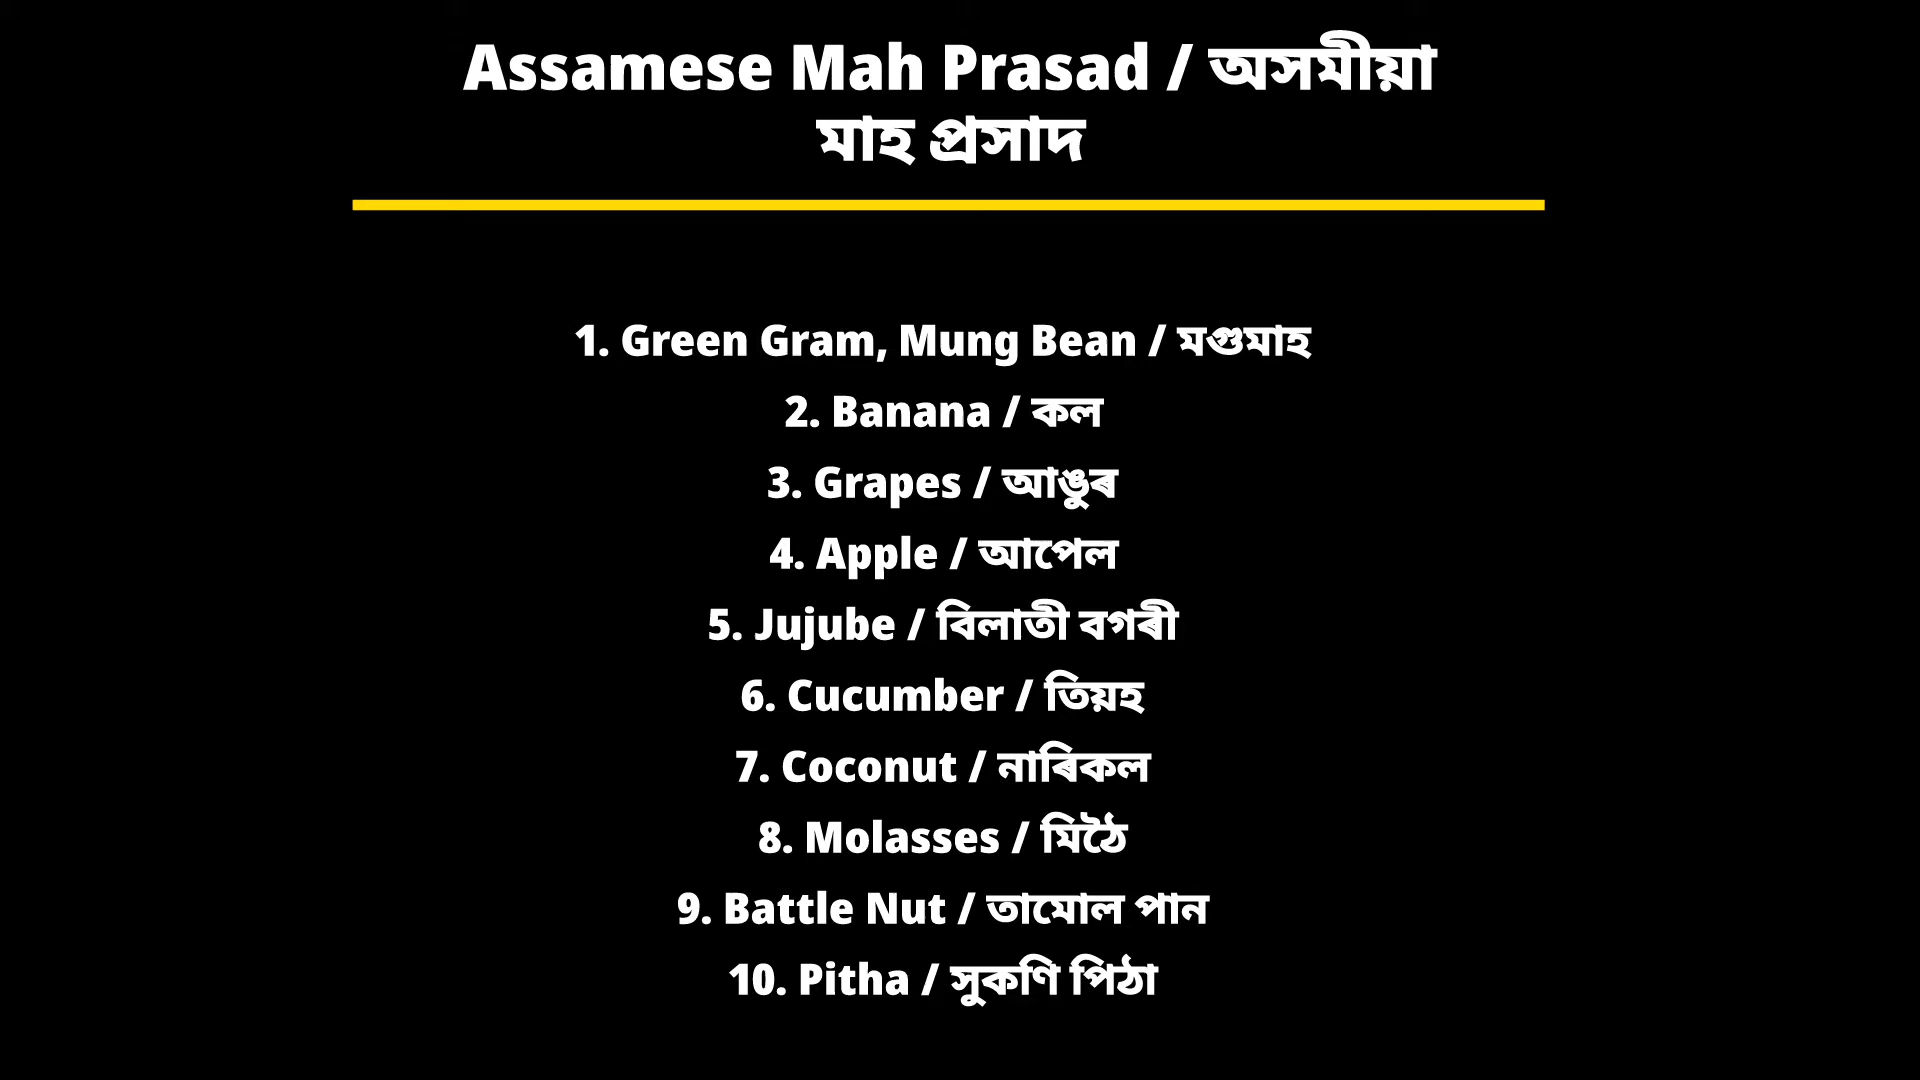 Assamese Mah Prasad / অসমীয়া
মাহ প্ৰসাদ
1. Green Gram, Mung Bean / মগুমাহ
2. Banana / কল
3. Grapes / আঙুৰ
4. Apple / আপেল
5. Jujube / বিলাতী বগৰী
6. Cucumber / তিয়হ
7. Coconut / নাৰিকল
8. Molasses / মিঠৈ
9. Battle Nut / তামোল পান
10. Pitha / সুকণি পিঠা